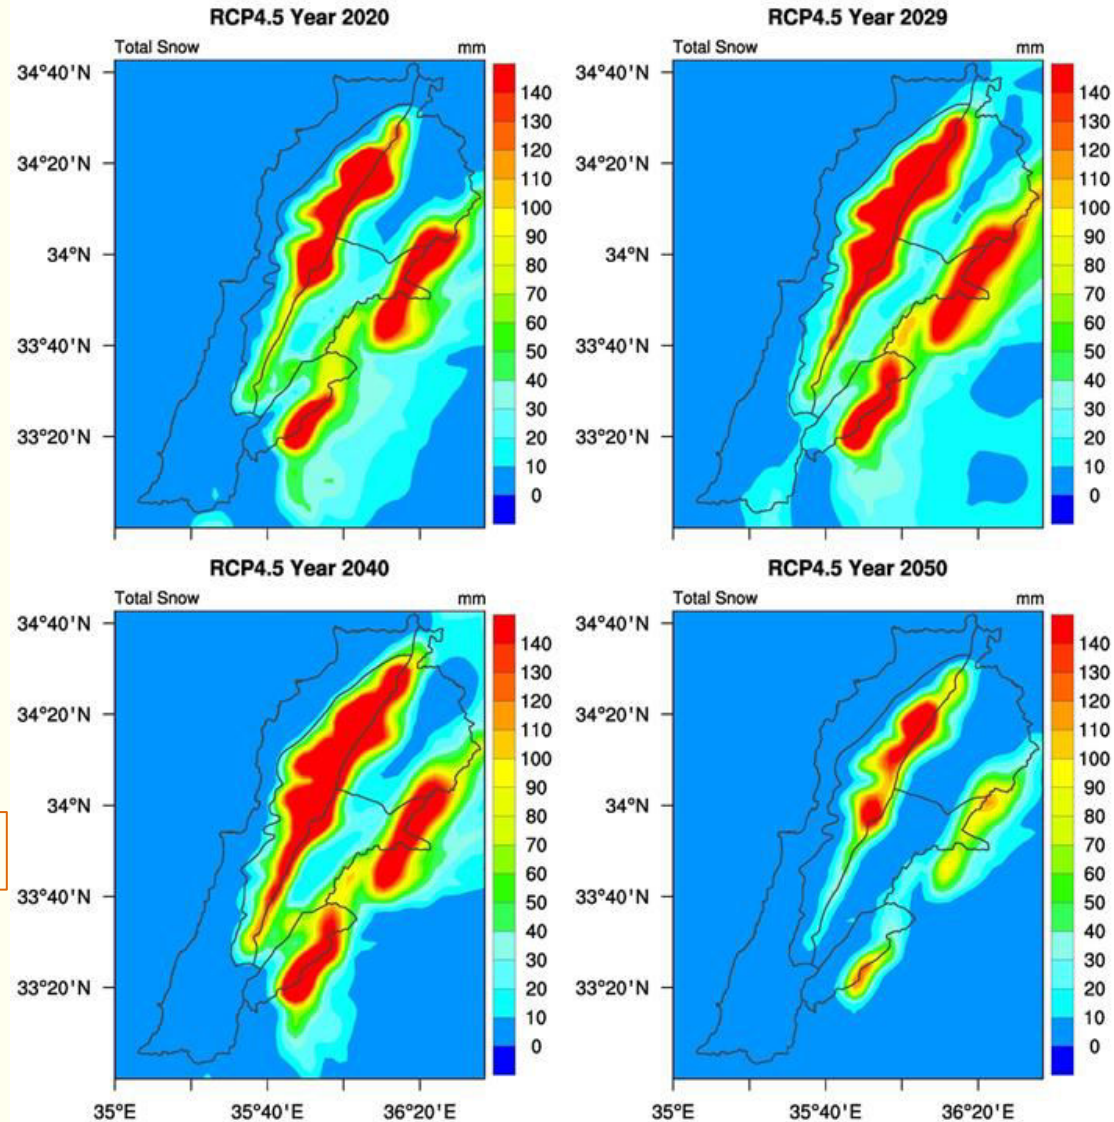 RCP4.5 Year 2020
Total Snow mm
34°40'N
34°20'N
34°N
33°40'N
33°20'N
140
130
120
110
100
90
80
70
60
50
40
30
20
10
0
RCP4.5 Year 2029
Total Snow mm
34°40'N
34°20'N
34°N
33°40'N
33°20'N
140
130
120
110
100
90
80
70
60
50
40
30
20
10
0
RCP4.5 Year 2040
Total Snow mm
34°40'N
34°20'N
34°N
33°40'N
33°20'N
35°E 35°40'E 36°20'E
140
130
120
110
100
90
80
70
60
50
40
30
20
10
0
RCP4.5 Year 2050
Total Snow mm
34°40'N
34°20'N
34°N
33°40'N
33°20'N
35°E 35°40'E 36°20'E
140
130
120
110
100
90
80
70
60
50
40
30
20
10
0